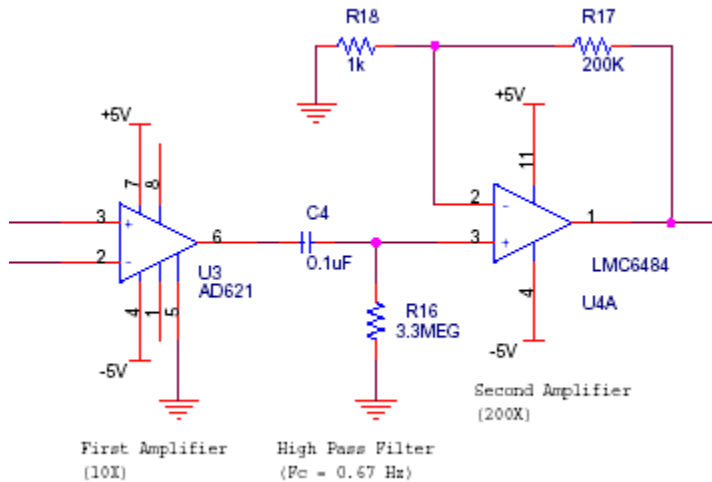 R18
1k
R17
200K
+5V
7
8
3
+
2
-
6
U3
AD621
4
1
5
-5V
C4
0.1uF
R16
3.3MEG
+5V
11
2
-
3
+
1
LMC6484
U4A
4
-5V
First Amplifier
(10X)
High Pass Filter
(Fc = 0.67 Hz)
Second Amplifier
(200X)